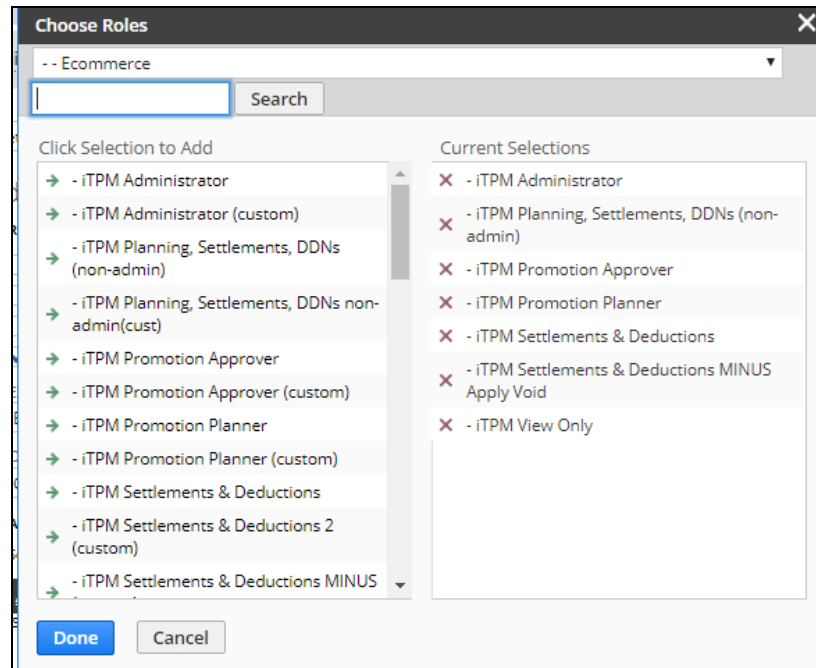 Choose Roles
- - Ecommerce
Search
Click Selection to Add
- iTPM Administrator
- iTPM Administrator (custom)
- iTPM Planning, Settlements, DDNs
(non-admin)
- iTPM Planning, Settlements, DDNs non-
admin(cust)
- iTPM Promotion Approver
- iTPM Promotion Approver (custom)
- iTPM Promotion Planner
- iTPM Promotion Planner (custom)
- iTPM Settlements & Deductions
- iTPM Settlements & Deductions 2
(custom)
- iTPM Settlements & Deductions MINUS
Current Selections
- iTPM Administrator
- iTPM Planning, Settlements, DDNs (non-
admin)
- iTPM Promotion Approver
- iTPM Promotion Planner
- iTPM Settlements & Deductions
- iTPM Settlements & Deductions MINUS
Apply Void
- iTPM View Only
Done
Cancel